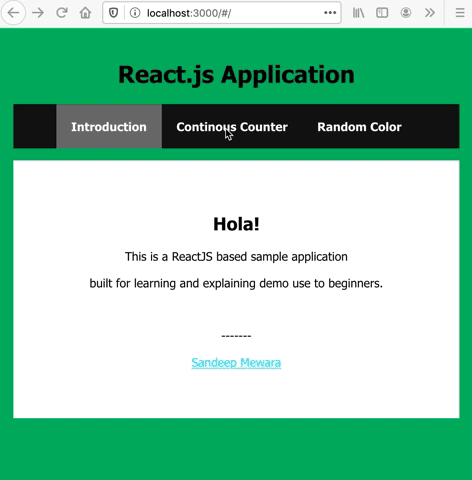 localhost:3000/#/
React.js Application
Introduction Continous Counter Random Color
Hola!
This is a ReactJS based sample application
built for learning and explaining demo use to beginners.
-------
Sandeep Mewara